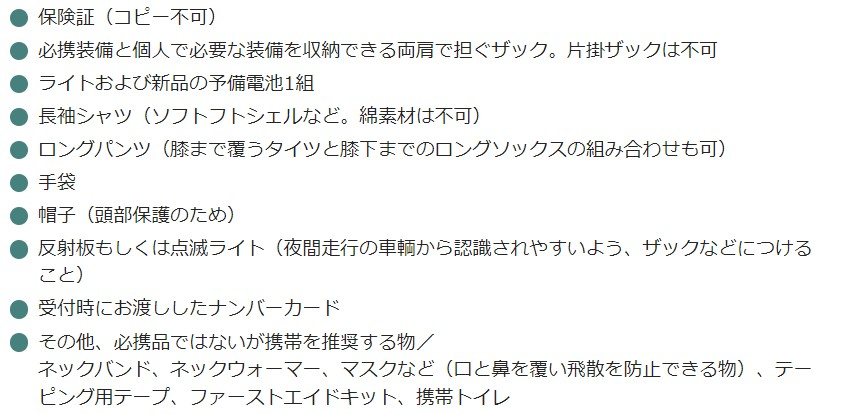 保険証（コピー不可）
必携装備と個人で必要な装備を収納できる両肩で担ぐザック。片掛ザックは不可
ライトおよび新品の予備電池1組
長袖シャツ（ソフトフトシェルなど。綿素材は不可）
ロングパンツ（膝まで覆うタイツと膝下までのロングソックスの組み合わせも可）
手袋
帽子（頭部保護のため）
反射板もしくは点滅ライト（夜間走行の車輌から認識されやすいよう、ザックなどにつける
こと）
受付時にお渡ししたナンバーカード
その他、必携品ではないが携帯を推奨する物／
ネックバンド、ネックウォーマー、マスクなど（口と鼻を覆い飛散を防止できる物）、テー
ピング用テープ、ファーストエイドキット、携帯トイレ